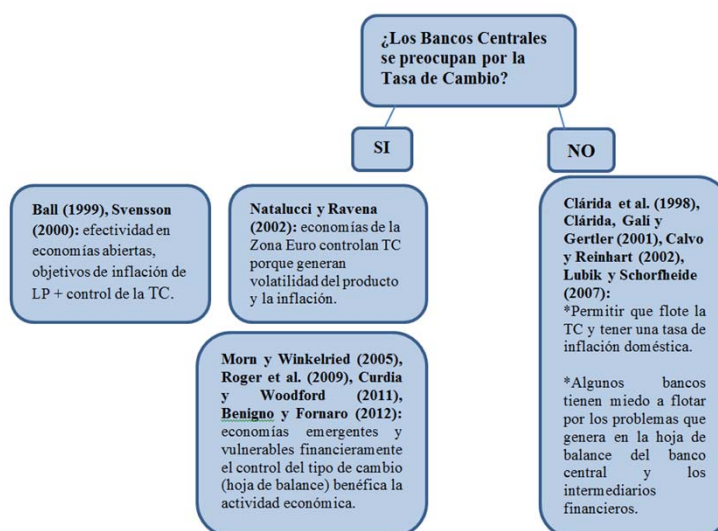 ¿Los Bancos Centrales
se preocupan por la
Tasa de Cambio?
SI
NO
Ball (1999), Svensson
(2000): efectividad en
economías abiertas,
objetivos de inflación de
LP + control de la TC.
Natalucci y Ravena
(2002): economías de la
Zona Euro controlan TC
porque generan
volatilidad del producto
y la inflación.
Morn y Winkelried (2005),
Roger et al. (2009), Curdia
y Woodford (2011),
Benigno y Fornaro (2012):
economías emergentes y
vulnerables financieramente
el control del tipo de cambio
(hoja de balance) benéfica la
actividad económica.
Clárida et al. (1998),
Clárida, Galí y
Gertler (2001), Calvo
y Reinhart (2002),
Lubik y Schorfheide
(2007):
*Permitir que flote la
TC y tener una tasa de
inflación doméstica.
*Algunos bancos
tienen miedo a flotar
por los problemas que
genera en la hoja de
balance del banco
central y los
intermediarios
financieros.